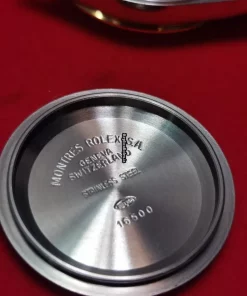 MONTRES ROLEX S.A
GENEVA
SWITZERLAND
STAINLESS STEEL
16500